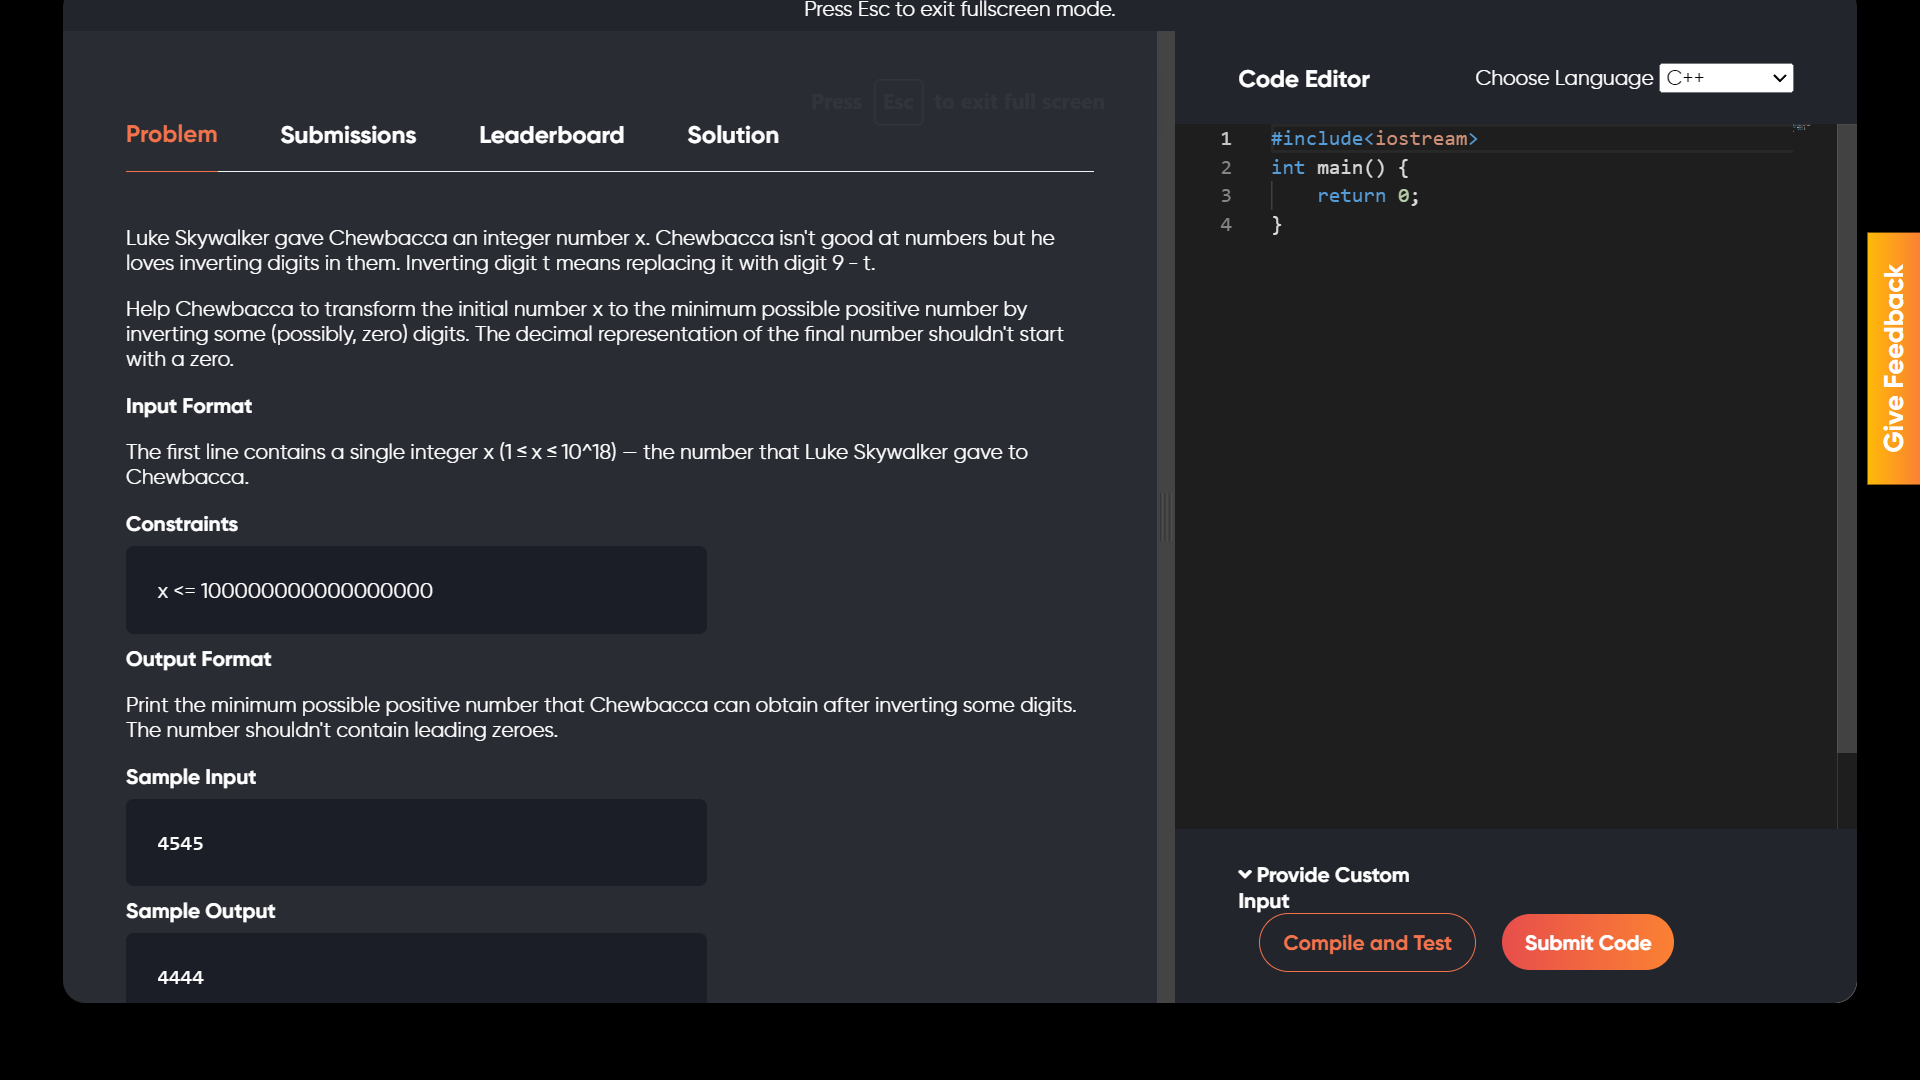 Press Esc to exit fullscreen mode.
Press Esc to exit full screen
Problem Submissions Leaderboard Solution
Luke Skywalker gave Chewbacca an integer number x. Chewbacca isn't good at numbers but he
loves inverting digits in them. Inverting digit t means replacing it with digit 9 - t.
Help Chewbacca to transform the initial number x to the minimum possible positive number by
inverting some (possibly, zero) digits. The decimal representation of the final number shouldn't start
with a zero.
Input Format
The first line contains a single integer x (1 ≤ x ≤ 10^18) — the number that Luke Skywalker gave to
Chewbacca.
Constraints
x <= 1000000000000000000
Output Format
Print the minimum possible positive number that Chewbacca can obtain after inverting some digits.
The number shouldn't contain leading zeroes.
Sample Input
4545
Sample Output
4444
Code Editor
Choose Language C++
1 #include<iostream>
2 int main() {
3 return 0;
4 }
Provide Custom
Input
Compile and Test
Submit Code
Give Feedback